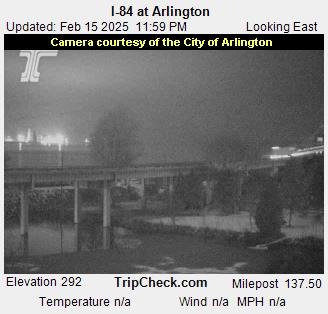 I-84 at Arlington
Updated: Feb 15 2025 11:59 PM Looking East
Camera courtesy of the City of Arlington
Elevation 292 TripCheck.com Milepost 137.50
Temperature n/a Wind n/a MPH n/a